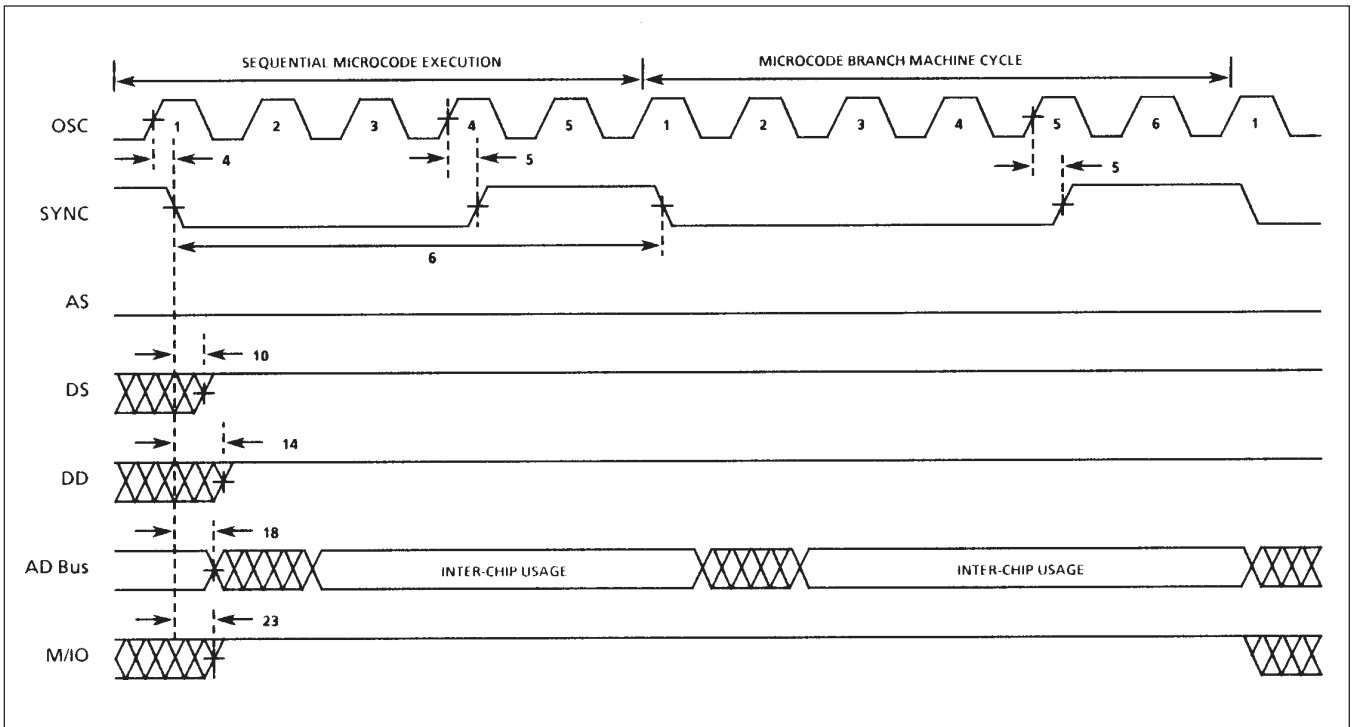 SEQUENTIAL MICROCODE EXECUTION MICROCODE BRANCH MACHINE CYCLE
OSC 1 2 3 4 5 1 2 3 4 5 6 1
4 5 5
SYNC
6
AS
10
DS
14
DD
18
AD Bus INTER-CHIP USAGE INTER-CHIP USAGE
23
M/IO